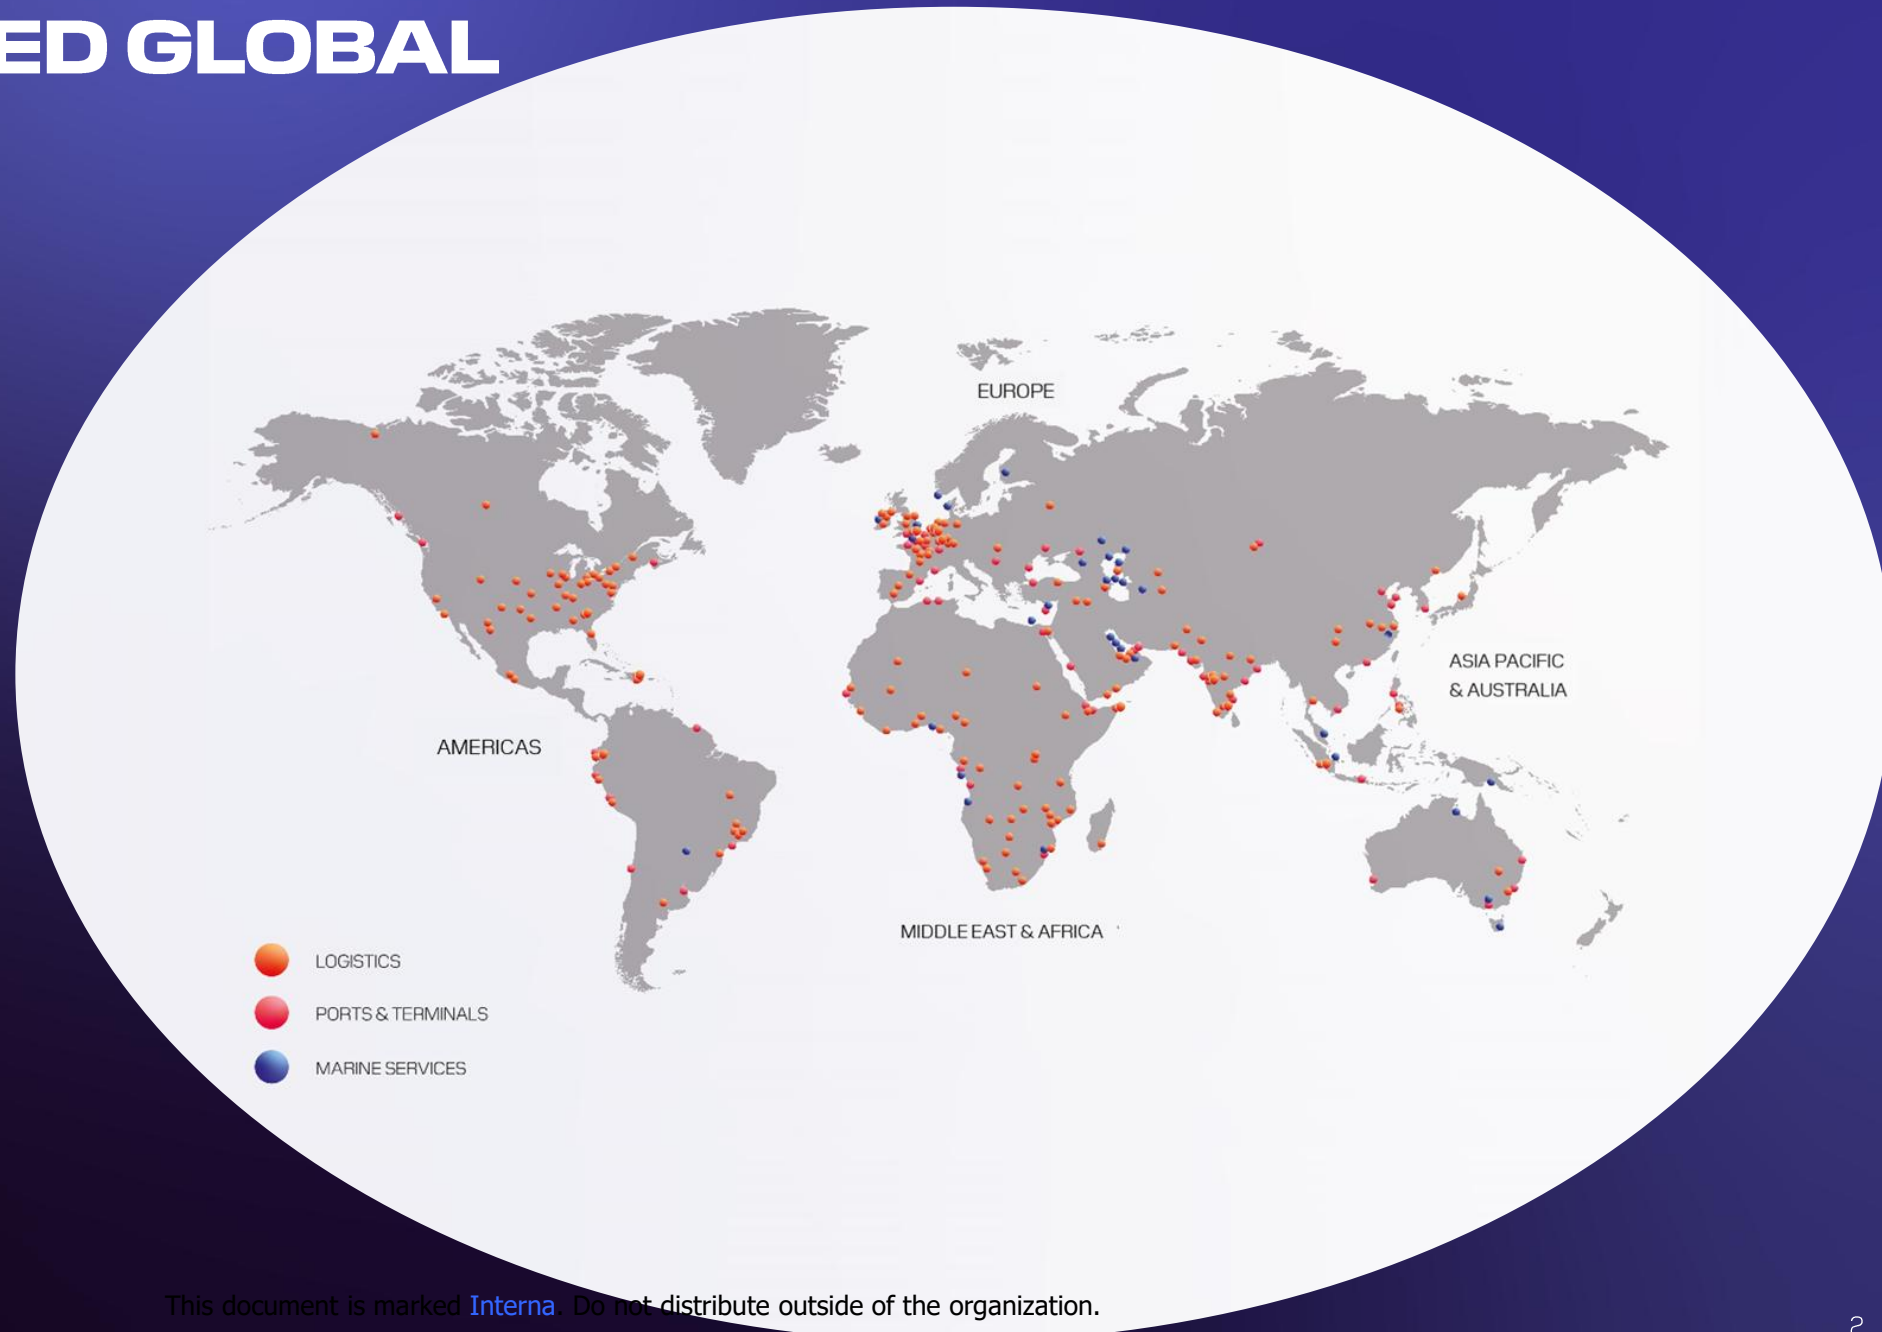 ED GLOBAL
EUROPE
ASIA PACIFIC
& AUSTRALIA
AMERICAS
MIDDLE EAST & AFRICA
LOGISTICS
PORTS & TERMINALS
MARINE SERVICES
This document is marked Interna. Do not distribute outside of the organization.
2